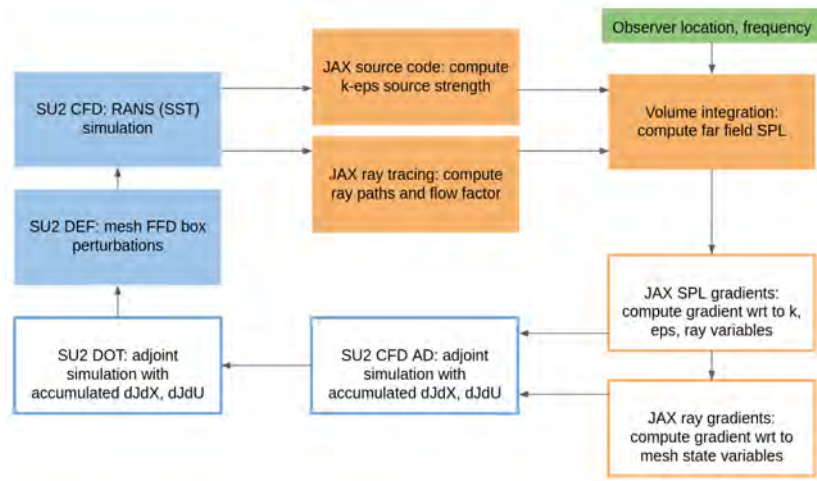 Observer location, frequency
SU2 CFD: RANS (SST)
simulation
JAX source code: compute
k-eps source strength
Volume integration:
compute far field SPL
JAX ray tracing: compute
ray paths and flow factor
SU2 DEF: mesh FFD box
perturbations
JAX SPL gradients:
compute gradient wrt to k,
eps, ray variables
SU2 DOT: adjoint
simulation with
accumulated dJdX, dJdU
SU2 CFD AD: adjoint
simulation with
accumulated dJdX, dJdU
JAX ray gradients:
compute gradient wrt to
mesh state variables